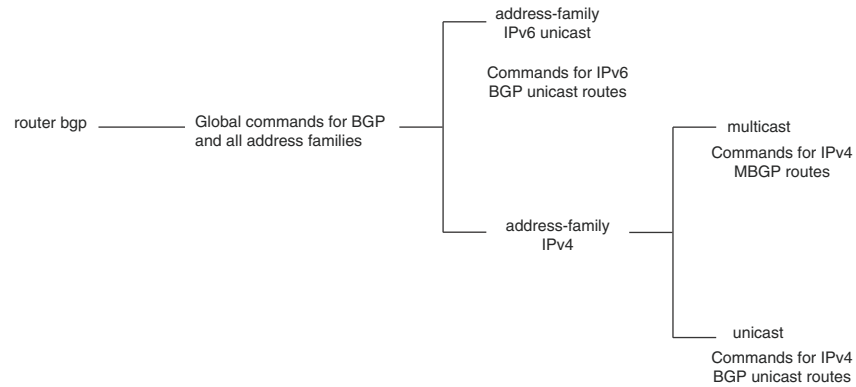 address-family
IPv6 unicast
Commands for IPv6
BGP unicast routes
router bgp
Global commands for BGP
and all address families
multicast
Commands for IPv4
MBGP routes
address-family
IPv4
unicast
Commands for IPv4
BGP unicast routes